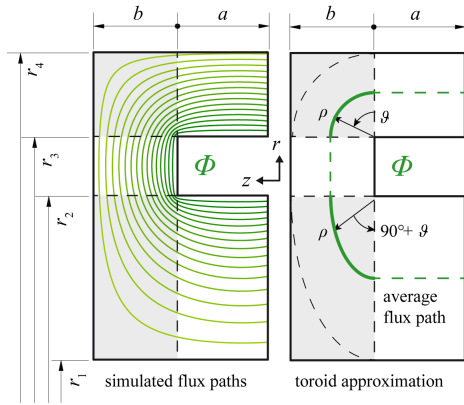 b
a
b
a
r4
r3
r2
r1
Φ
r
z
ρ
ϑ
Φ
ρ
90°+ ϑ
average
flux path
simulated flux paths
toroid approximation